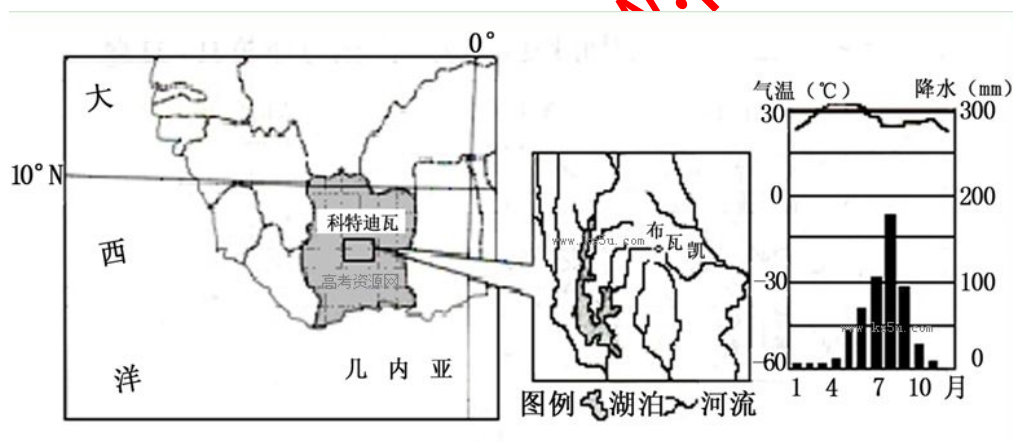 0°
大
10°N
科特迪瓦
西
高考资源网
洋
几 内 亚
布
瓦
凯
www.ks5u.com
图例 湖泊 河流
气温（℃） 降水（mm）
30 300
0 200
-30 100
www.ks5u.com
-60 0
1 4 7 10 月